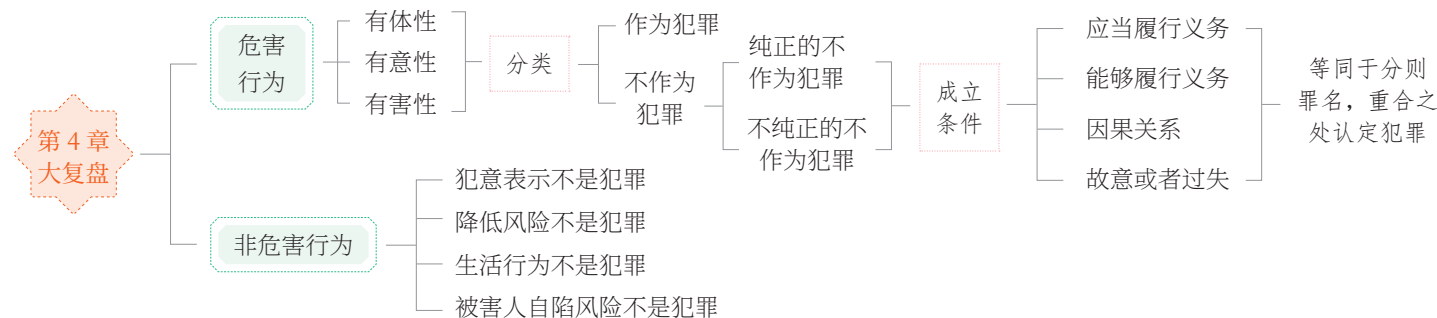 第4章
大复盘
危害
行为
有体性
有意性
有害性
分类
作为犯罪
不作为
犯罪
纯正的不
作为犯罪
不纯正的不
作为犯罪
成立
条件
应当履行义务
能够履行义务
因果关系
故意或者过失
等同于分则
罪名，重合之
处认定犯罪
非危害行为
犯意表示不是犯罪
降低风险不是犯罪
生活行为不是犯罪
被害人自陷风险不是犯罪